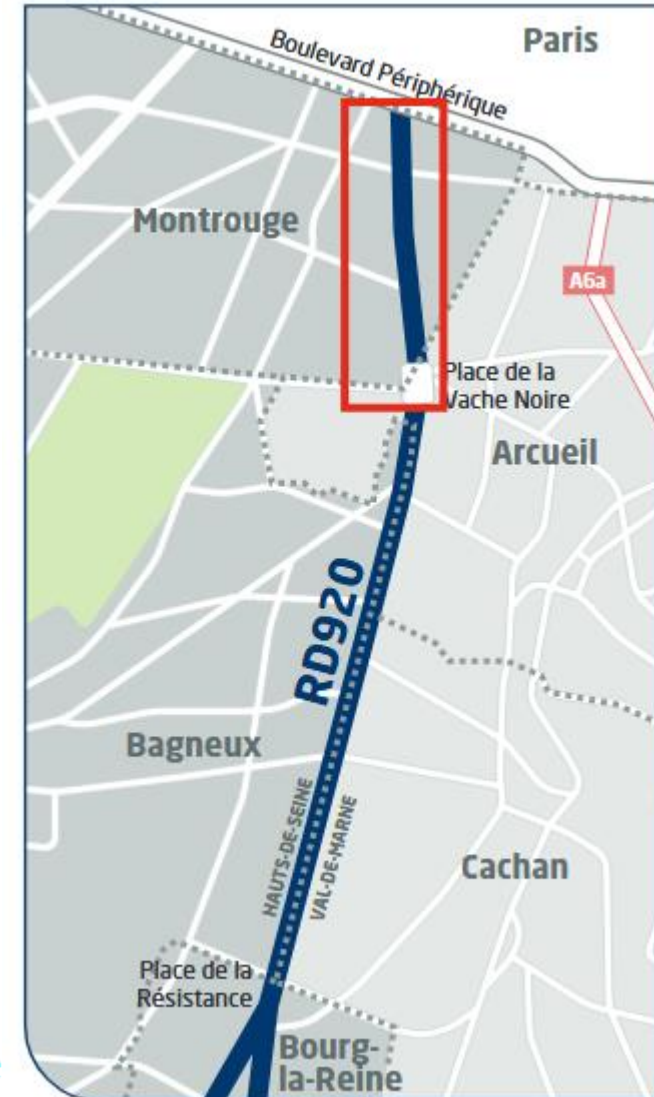 Paris
Boulevard Périphérique
Montrouge
A6a
Place de la
Vache Noire
Arcueil
RD920
Bagneux
HAUTS-DE-SEINE
VAL-DE-MARNE
Cachan
Place de la
Résistance
Bourg-
la-Reine